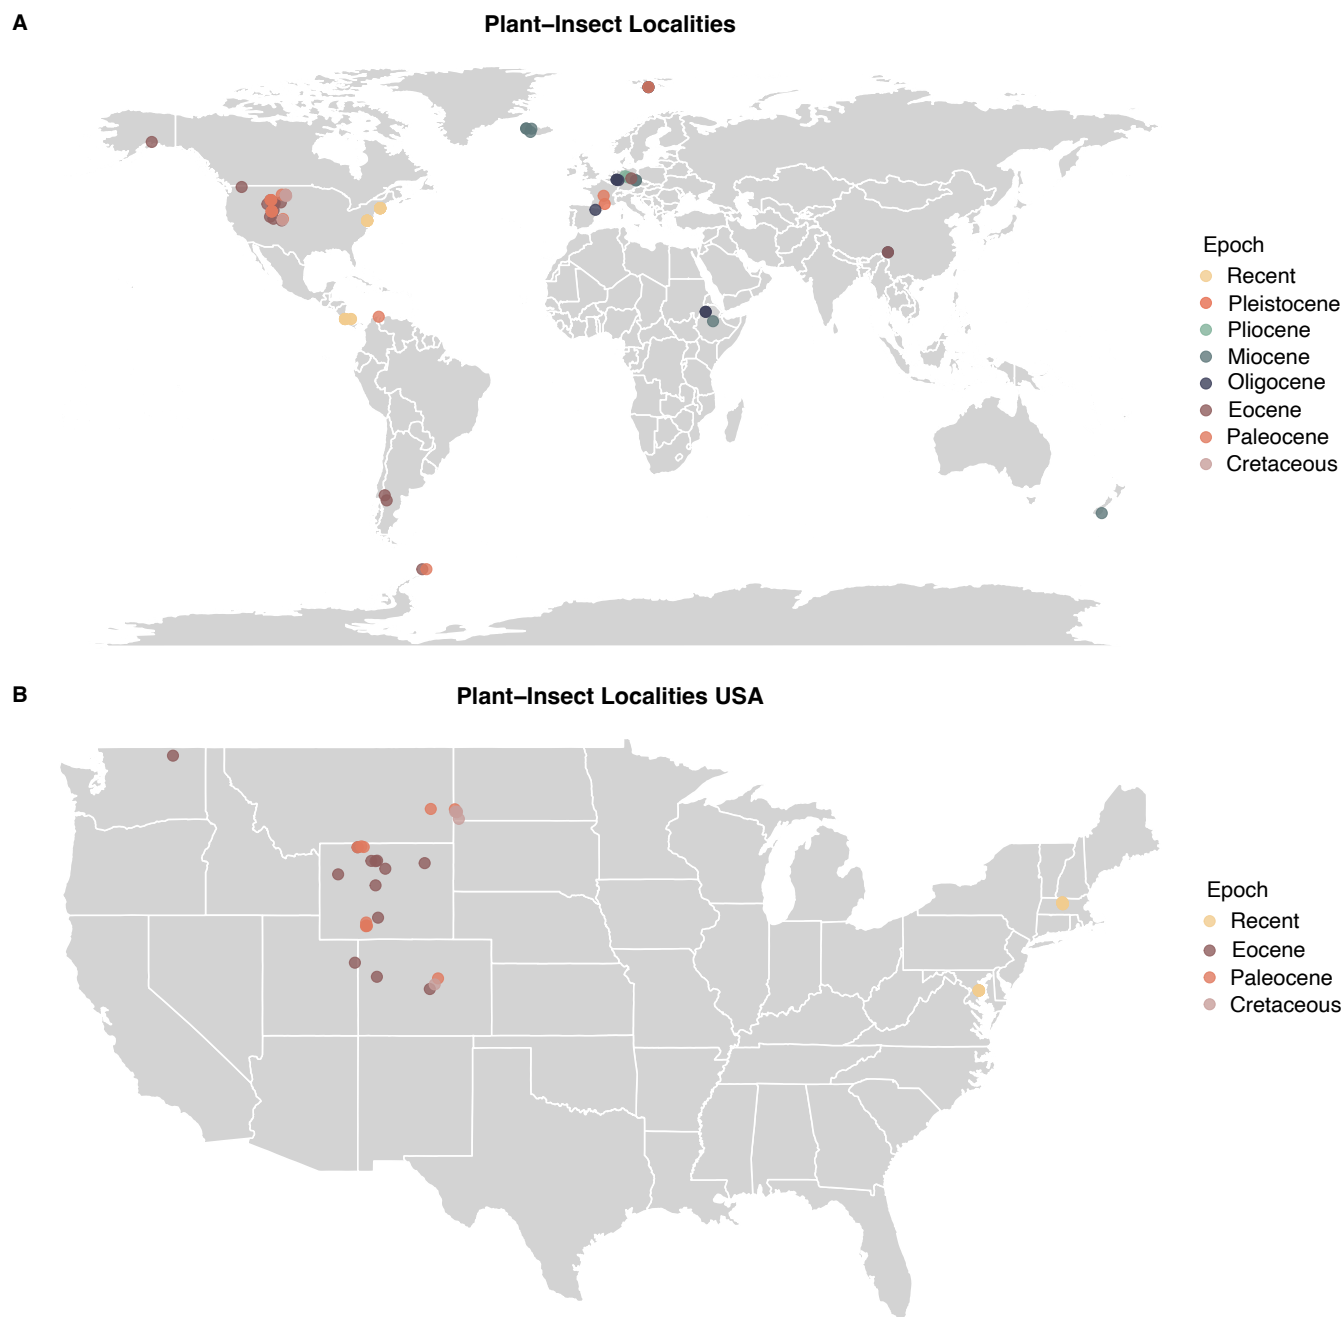 A
Plant–Insect Localities
Epoch
Recent
Pleistocene
Pliocene
Miocene
Oligocene
Eocene
Paleocene
Cretaceous
B
Plant–Insect Localities USA
Epoch
Recent
Eocene
Paleocene
Cretaceous